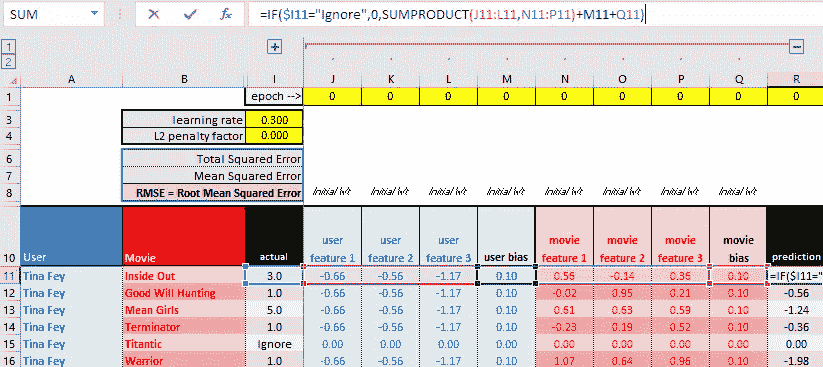 SUM =IF($I11="Ignore",0,SUMPRODUCT(J11:L11,N11:P11)+M11+Q11)
1
2
A B I J K L M N O P Q R
1 epoch --> 0 0 0 0 0 0 0 0 0
3 learning rate 0.300
4 L2 penalty factor 0.000
6 Total Squared Error
7 Mean Squared Error
8 RMSE = Root Mean Squared Error Initial Wt Initial Wt Initial Wt Initial Wt Initial Wt Initial Wt Initial Wt Initial Wt
10 User Movie actual user feature 1 user feature 2 user feature 3 user bias movie feature 1 movie feature 2 movie feature 3 movie bias prediction
11 Tina Fey Inside Out 3.0 -0.66 -0.56 -1.17 0.10 0.56 -0.14 0.36 0.10 =IF($I11="
12 Tina Fey Good Will Hunting 1.0 -0.66 -0.56 -1.17 0.10 -0.02 0.95 0.21 0.10 -0.56
13 Tina Fey Mean Girls 5.0 -0.66 -0.56 -1.17 0.10 0.61 0.63 0.59 0.10 -1.24
14 Tina Fey Terminator 1.0 -0.66 -0.56 -1.17 0.10 -0.23 0.19 0.52 0.10 -0.36
15 Tina Fey Titantic Ignore 0.00 0.00 0.00 0.00 0.00 0.00 0.00 0.00 0.00
16 Tina Fey Warrior 1.0 -0.66 -0.56 -1.17 0.10 1.07 0.64 0.96 0.10 -1.98